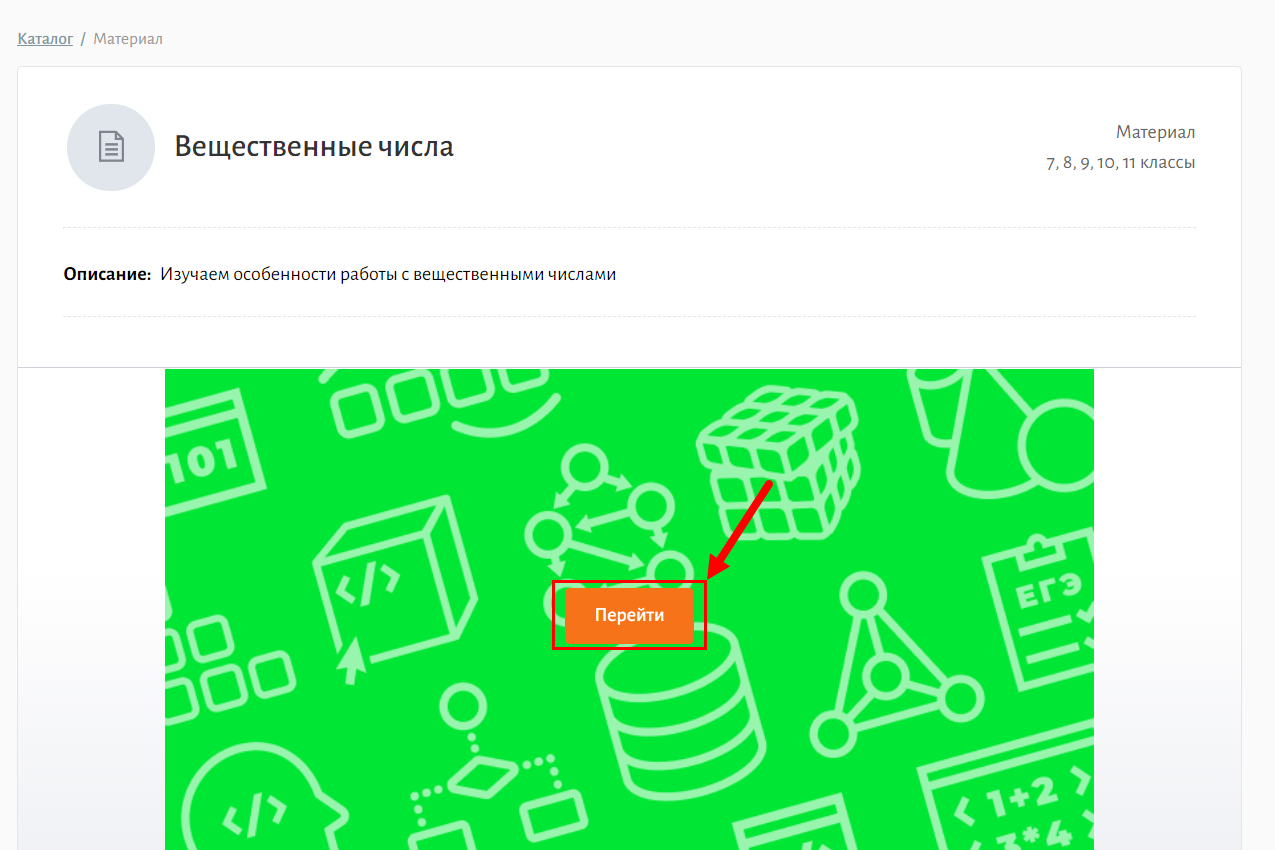 Каталог / Материал
Вещественные числа
Материал
7, 8, 9, 10, 11 классы
Описание: Изучаем особенности работы с вещественными числами
101
</>
ЕГЭ
Перейти
</>
< 1+2 >
3*4